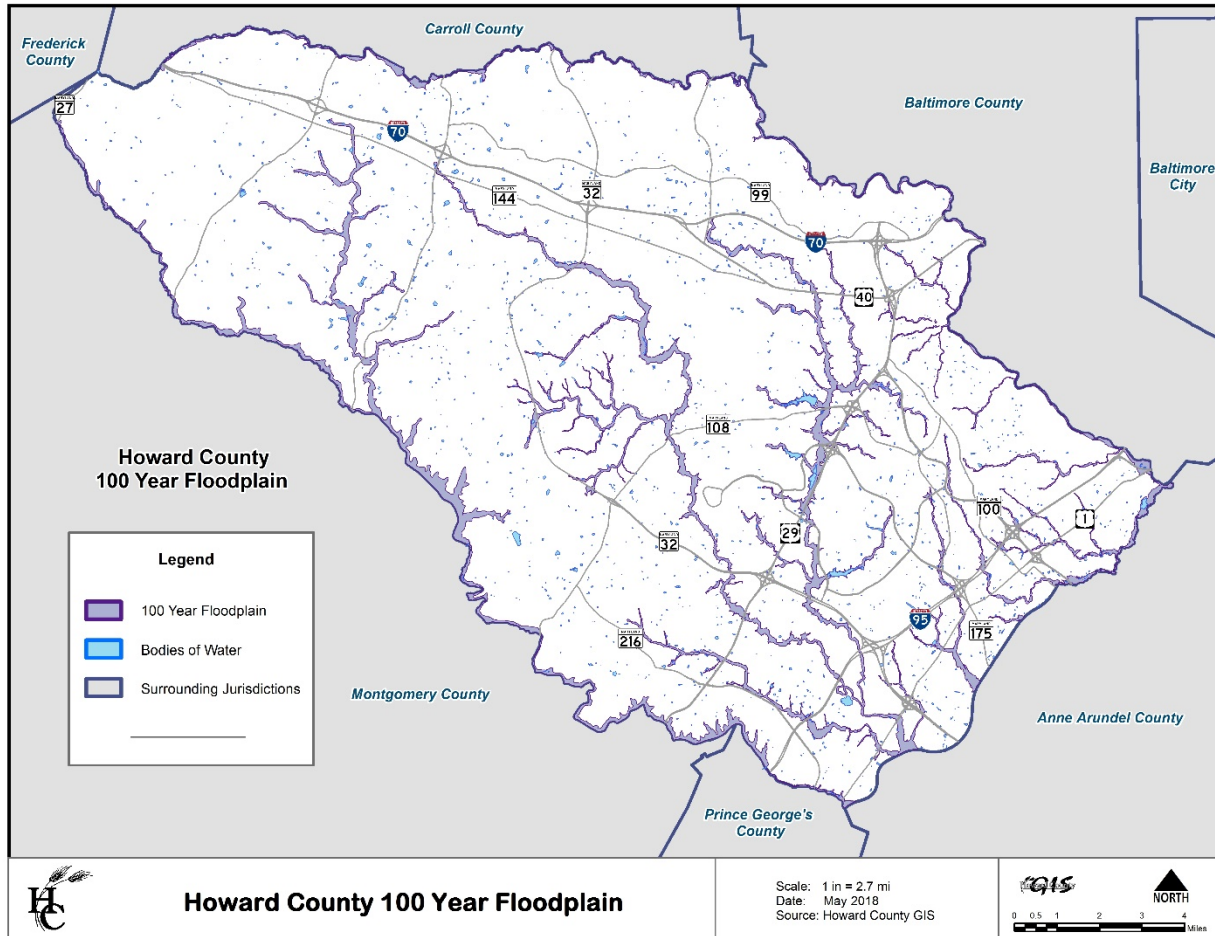 Frederick
County
Carroll County
Baltimore County
Baltimore
City
27
70
144
32
99
70
40
108
Howard County
100 Year Floodplain
100
1
29
32
Legend
100 Year Floodplain
Bodies of Water
Surrounding Jurisdictions
95
175
216
Montgomery County
Anne Arundel County
Prince George's
County
HC
Howard County 100 Year Floodplain
Scale: 1 in = 2.7 mi
Date: May 2018
Source: Howard County GIS
GIS
NORTH
0 0.5 1 2 3 4
Miles